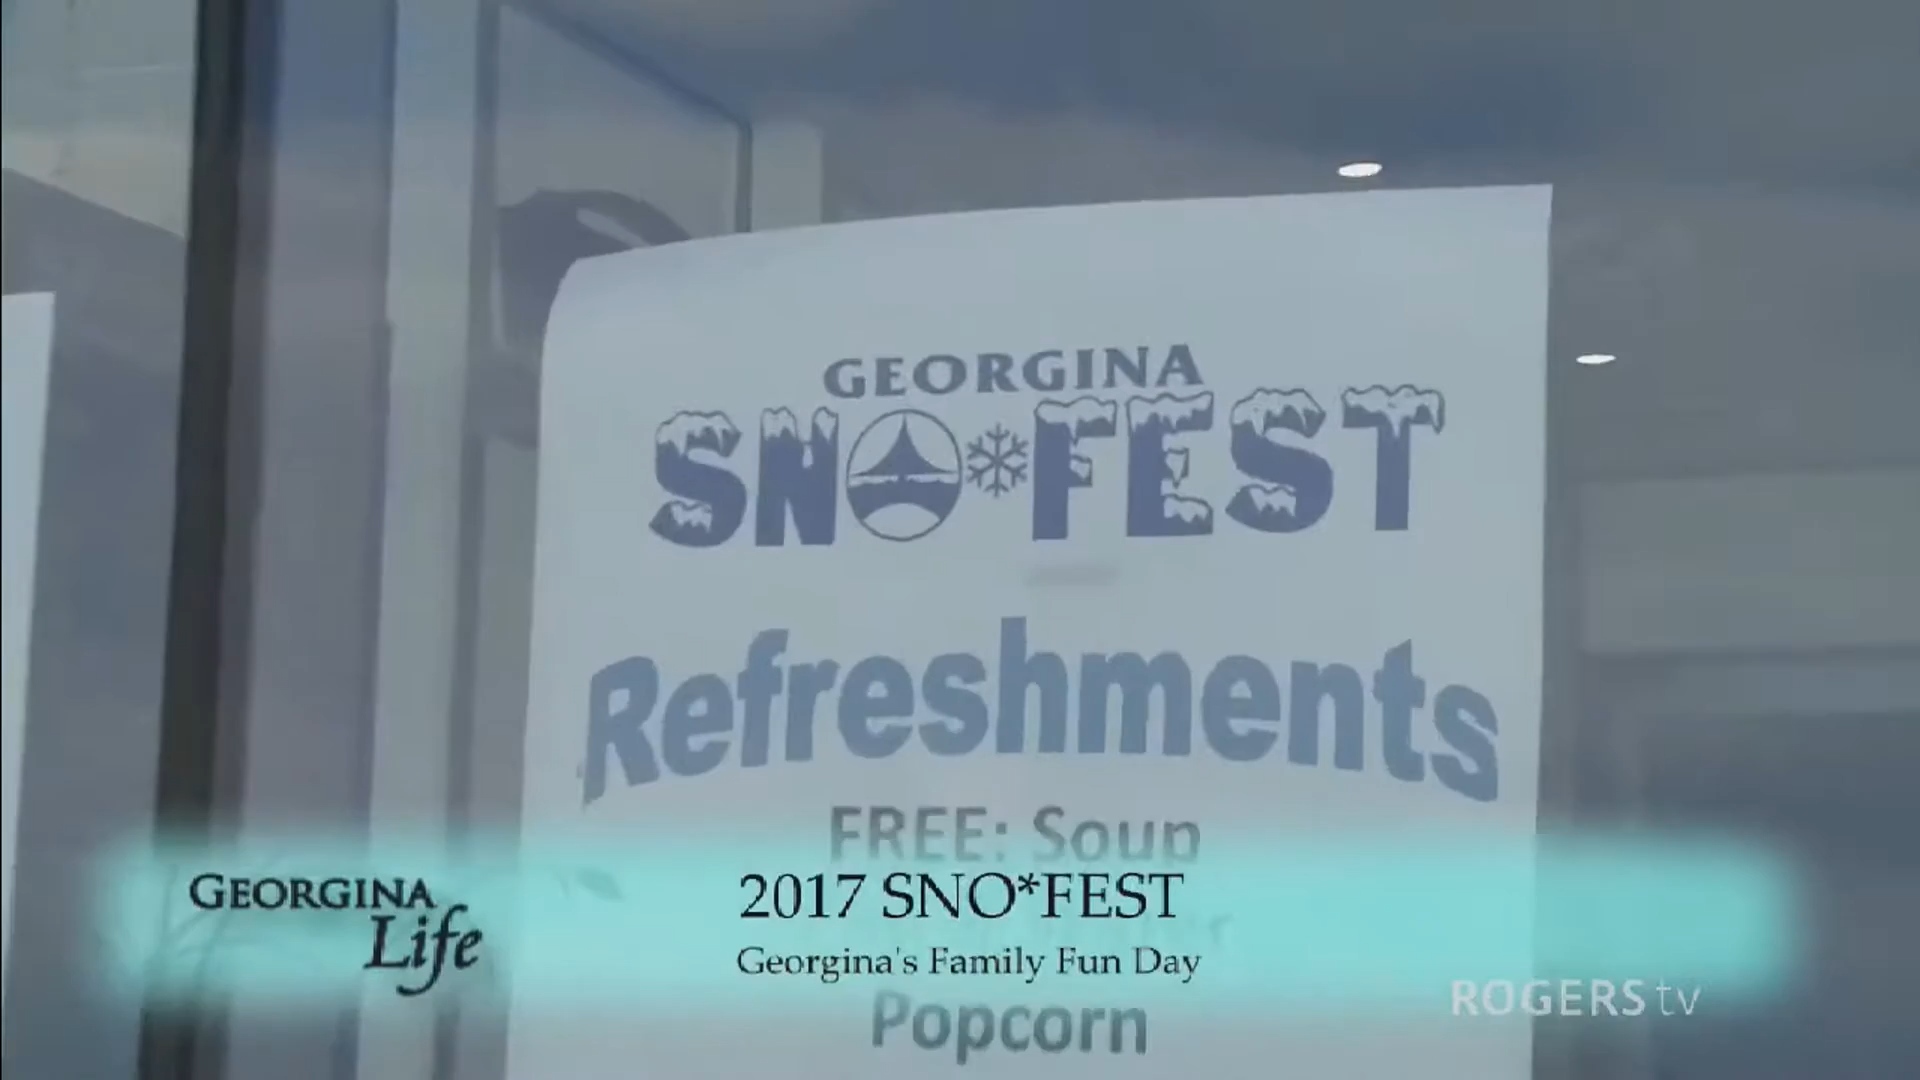 GEORGINA
SNO*FEST
Refreshments
FREE: Soup
GEORGINA
Life
2017 SNO*FEST
Georgina's Family Fun Day
ROGERS tv
Popcorn